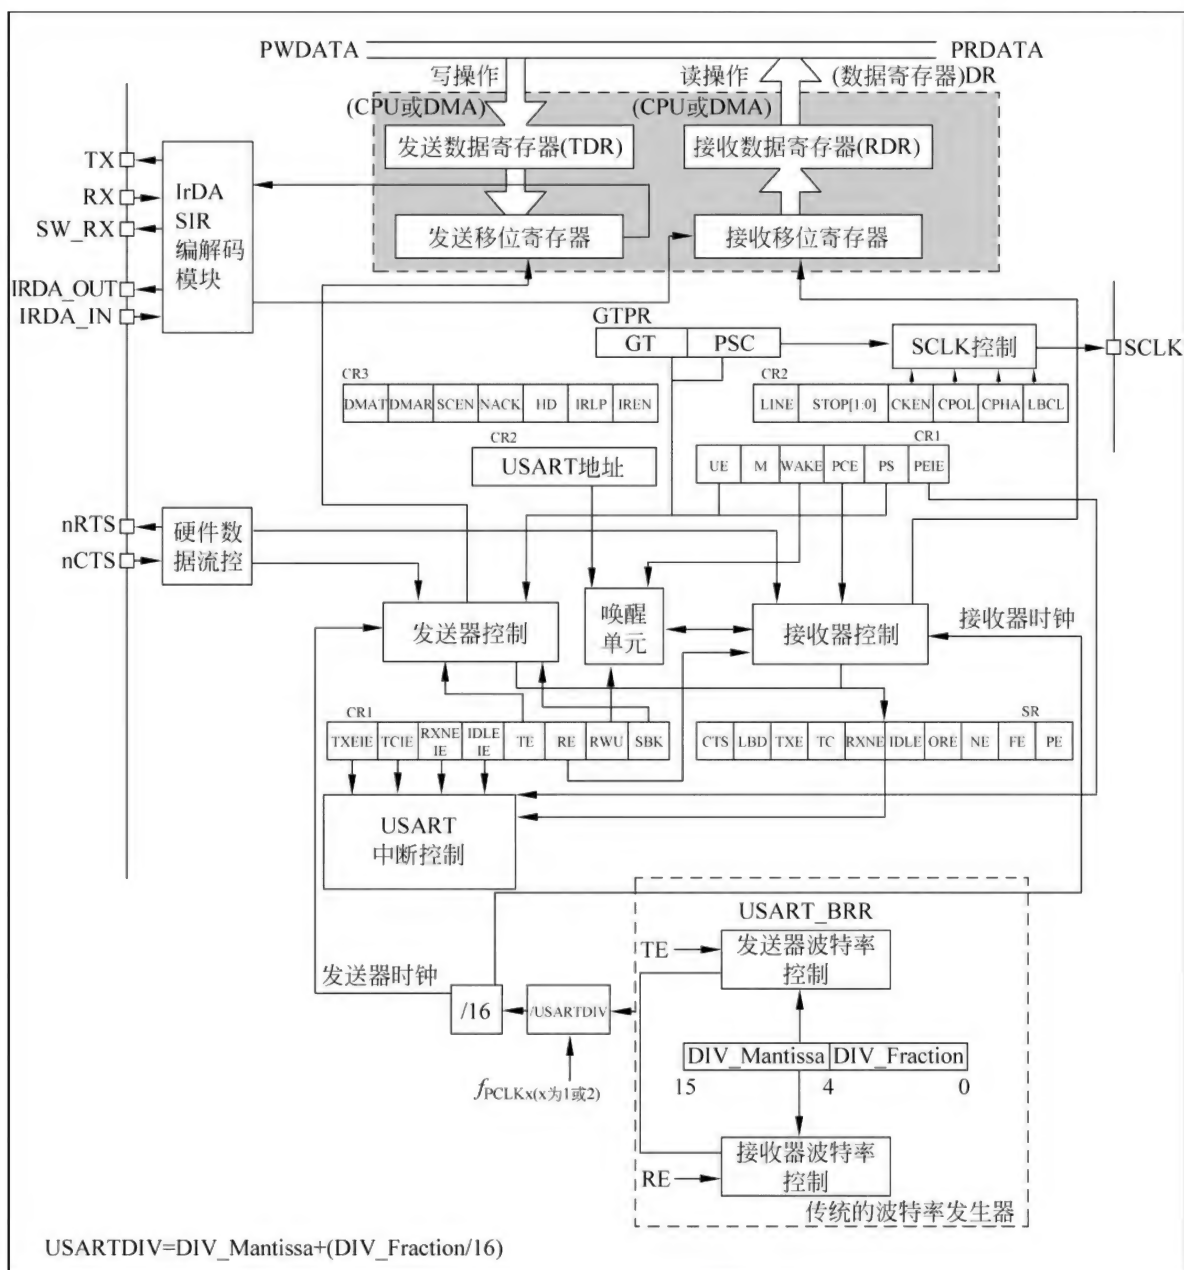 PWDATA
PRDATA
写操作
读操作
(数据寄存器)DR
(CPU或DMA)
(CPU或DMA)
发送数据寄存器(TDR)
接收数据寄存器(RDR)
TX
RX
SW_RX
IRDA_OUT
IRDA_IN
IrDA
SIR
编解码
模块
发送移位寄存器
接收移位寄存器
GTPR
GT
PSC
SCLK控制
SCLK
CR3
DMAT
DMAR
SCEN
NACK
HD
IRLP
IREN
CR2
LINE
STOP[1:0]
CKEN
CPOL
CPHA
LBCL
CR2
USART地址
CR1
UE
M
WAKE
PCE
PS
PEIE
nRTS
nCTS
硬件数
据流控
发送器控制
唤醒
单元
接收器控制
接收器时钟
CR1
TXEIE
TCIE
RXNE
IE
IDLE
IE
TE
RE
RWU
SBK
SR
CTS
LBD
TXE
TC
RXNE
IDLE
ORE
NE
FE
PE
USART
中断控制
USART_BRR
TE
发送器波特率
控制
发送器时钟
/16
/USARTDIV
DIV_Mantissa
DIV_Fraction
15
4
0
fPCLKx(x为1或2)
接收器波特率
控制
RE
传统的波特率发生器
USARTDIV=DIV_Mantissa+(DIV_Fraction/16)